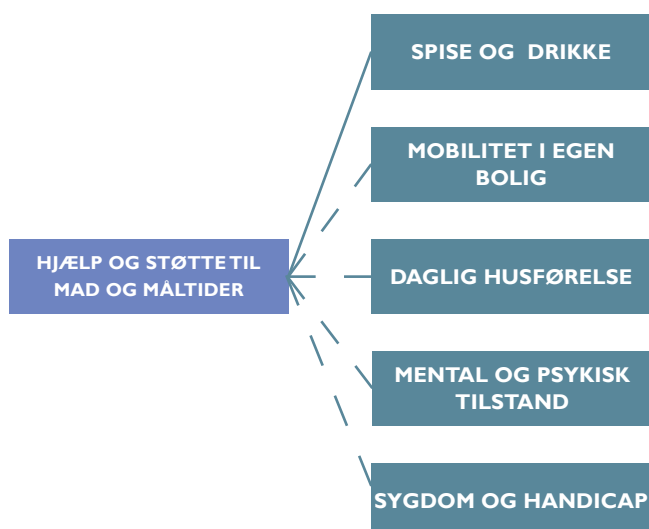 SPISE OG DRIKKE
MOBILITET I EGEN
BOLIG
HJÆLP OG STØTTE TIL
MAD OG MÅLTIDER
DAGLIG HUSFØRELSE
MENTAL OG PSYKISK
TILSTAND
SYGDOM OG HANDICAP